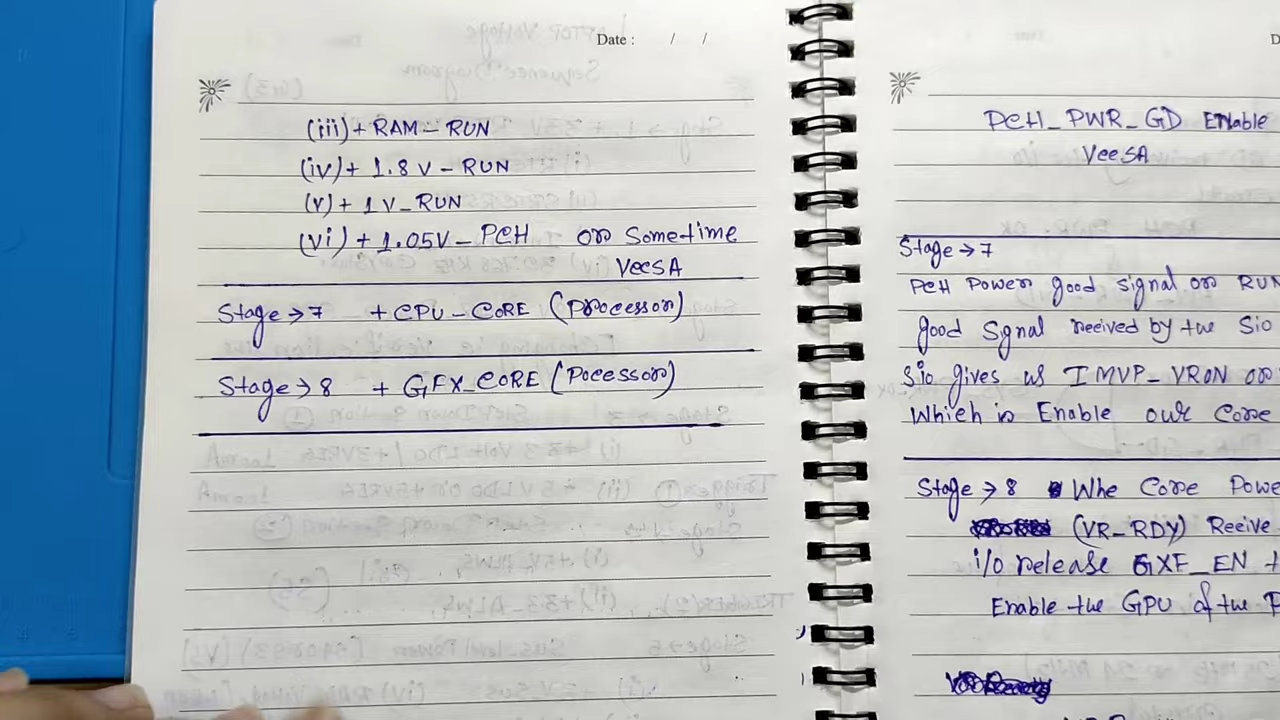 Date : / /
(iii) + RAM - RUN
(iv) + 1.8 V - RUN
(v) + 1 V_RUN
(vi) + 1.05V - PCH or Sometime
VccSA
Stage → 7 + CPU - CORE (Processor)
Stage → 8 + GFX_CORE (Pocessor)
PCH_PWR_GD Enable
VccSA
Stage → 7
PCH Power good signal or RUN
good Sgnal received by the Sio
Sio gives us IMVP_VRON or
Which is Enable our Core
Stage → 8 Whe Core Powe
(VR_RDY) Receive
i/o release GXF_EN
Enable the GPU of the